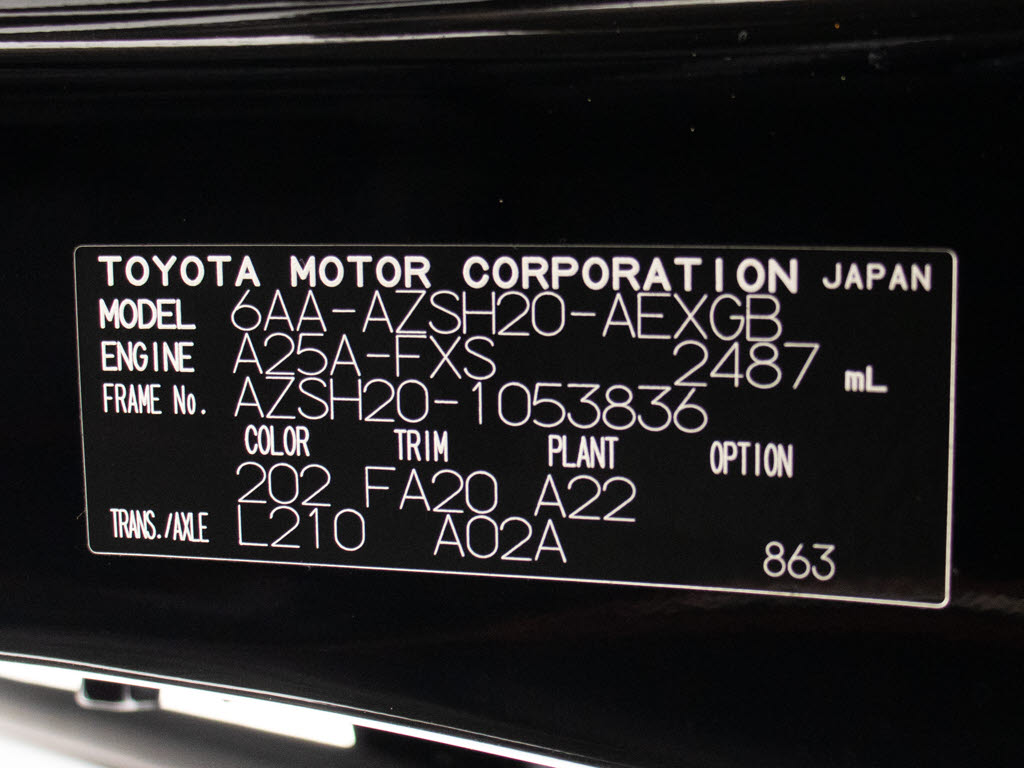 TOYOTA MOTOR CORPORATION JAPAN
MODEL 6AA-AZSH20-AEXGB
ENGINE A25A-FXS 2487 mL
FRAME No. AZSH20-1053836
COLOR TRIM PLANT OPTION
202 FA20 A22
TRANS./AXLE L210 A02A
863